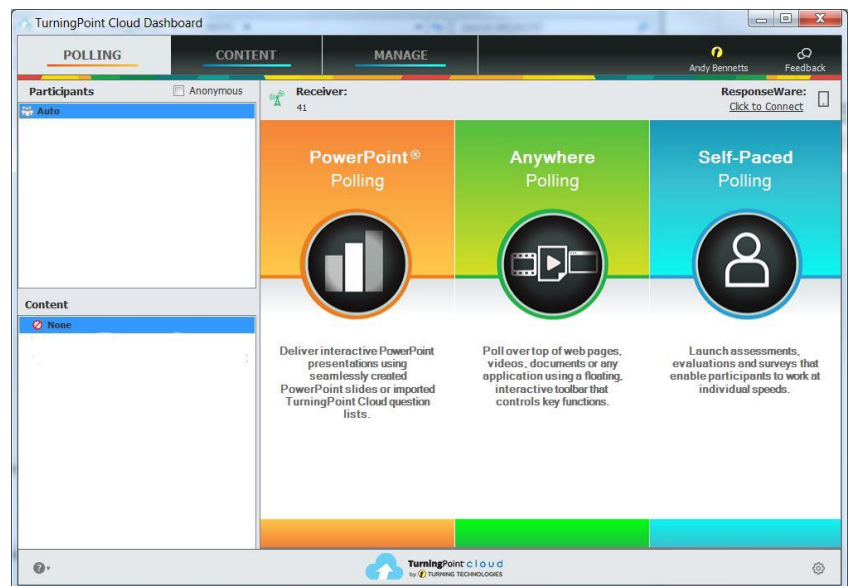 TurningPoint Cloud Dashboard
POLLING
CONTENT
MANAGE
Andy Bennetts
Feedback
Participants
Anonymous
Auto
Receiver:
41
ResponseWare:
Click to Connect
PowerPoint®
Polling
Anywhere
Polling
Self-Paced
Polling
Content
None
Deliver interactive PowerPoint
presentations using
seamlessly created
PowerPoint slides or imported
TurningPoint Cloud question
lists.
Poll over top of web pages,
videos, documents or any
application using a floating,
interactive toolbar that
controls key functions.
Launch assessments,
evaluations and surveys that
enable participants to work at
individual speeds.
TurningPoint cloud
by TURNING TECHNOLOGIES